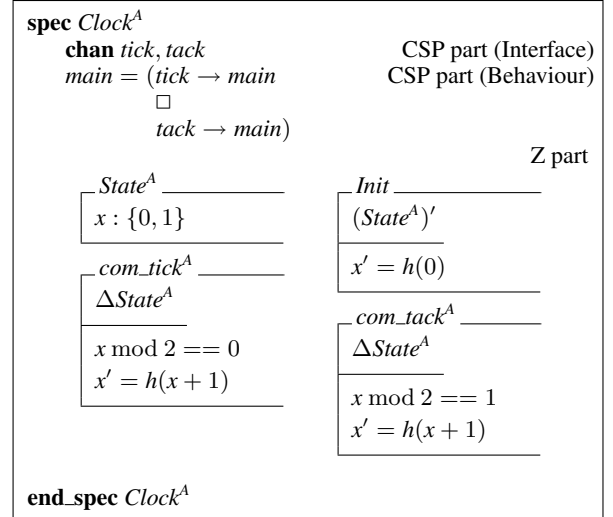 spec Clock^A
chan tick, tack CSP part (Interface)
main = (tick → main CSP part (Behaviour)
□
tack → main)
Z part
State^A
x : {0, 1}
Init
(State^A)′
x′ = h(0)
com_tick^A
ΔState^A
x mod 2 == 0
x′ = h(x + 1)
com_tack^A
ΔState^A
x mod 2 == 1
x′ = h(x + 1)
end_spec Clock^A